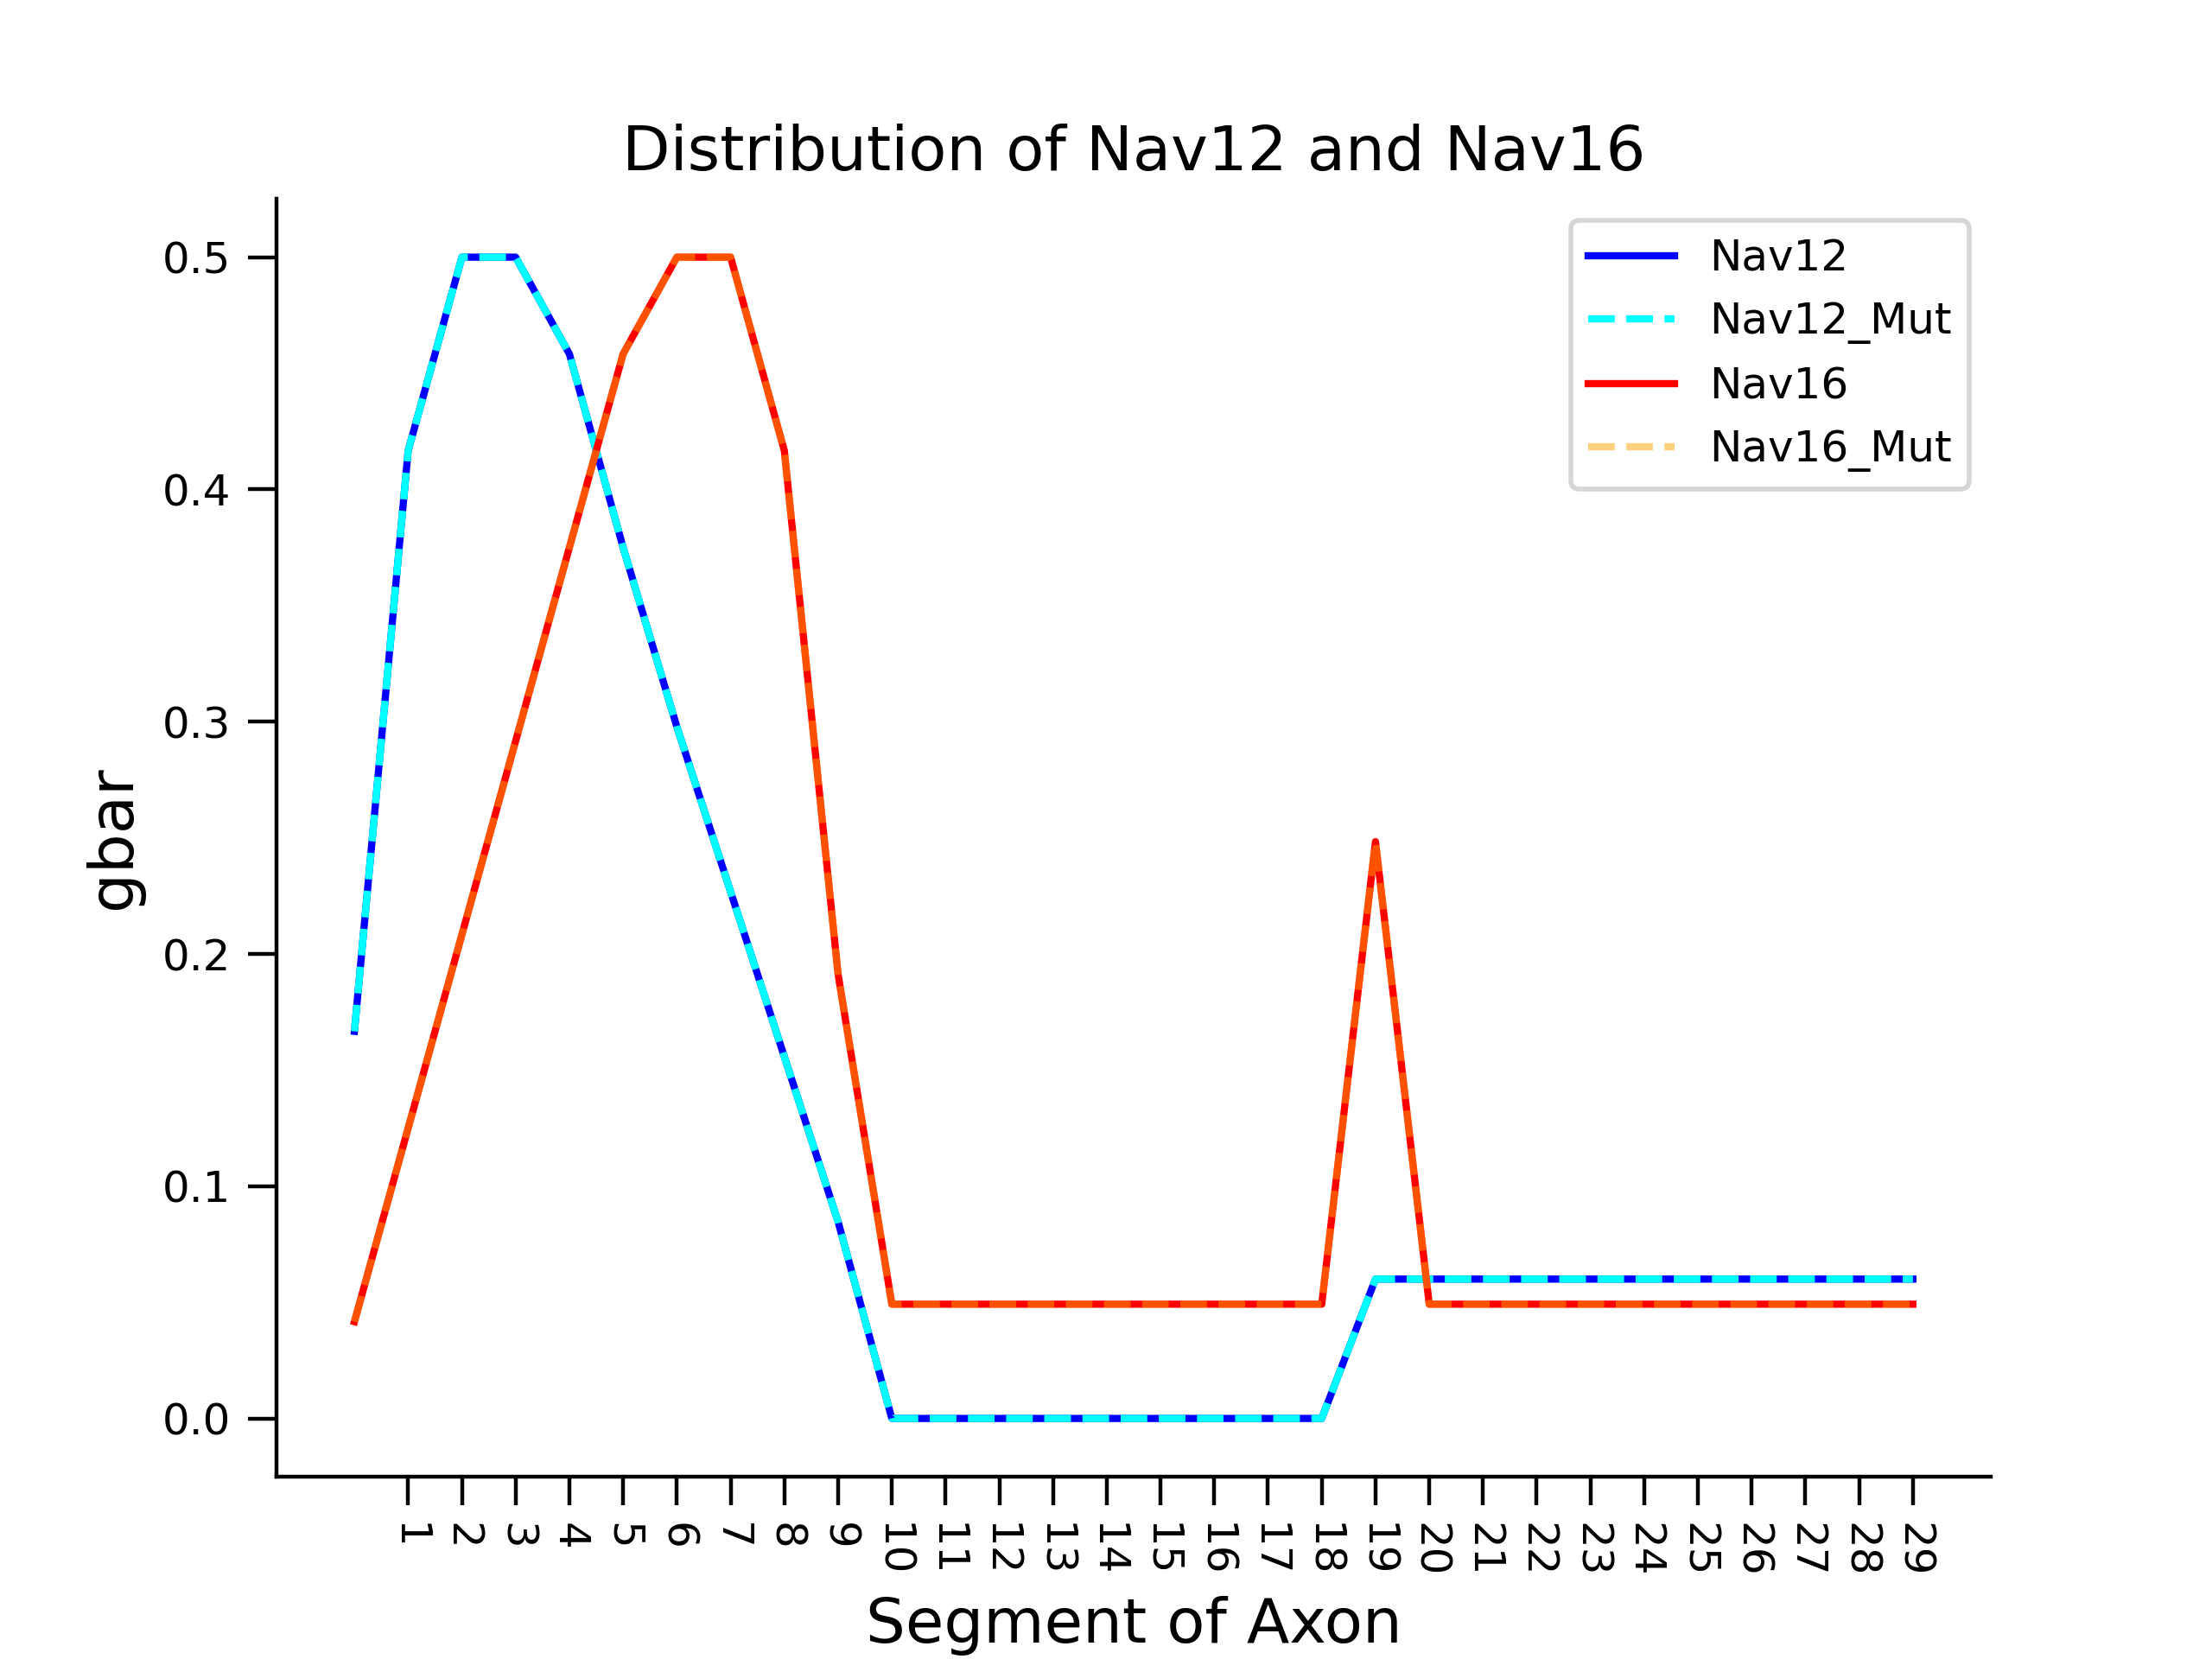 Distribution of Nav12 and Nav16
Nav12
Nav12_Mut
Nav16
Nav16_Mut
0.5
0.4
0.3
0.2
0.1
0.0
gbar
1 2 3 4 5 6 7 8 9 10 11 12 13 14 15 16 17 18 19 20 21 22 23 24 25 26 27 28 29
Segment of Axon